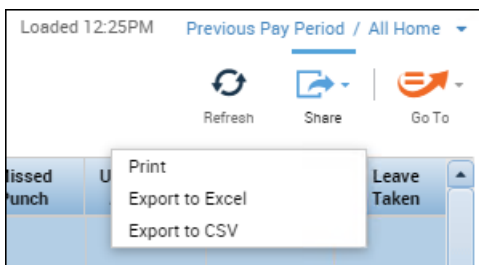 Loaded 12:25PM Previous Pay Period / All Home
Refresh Share Go To
Print
Export to Excel
Export to CSV
Leave
Taken